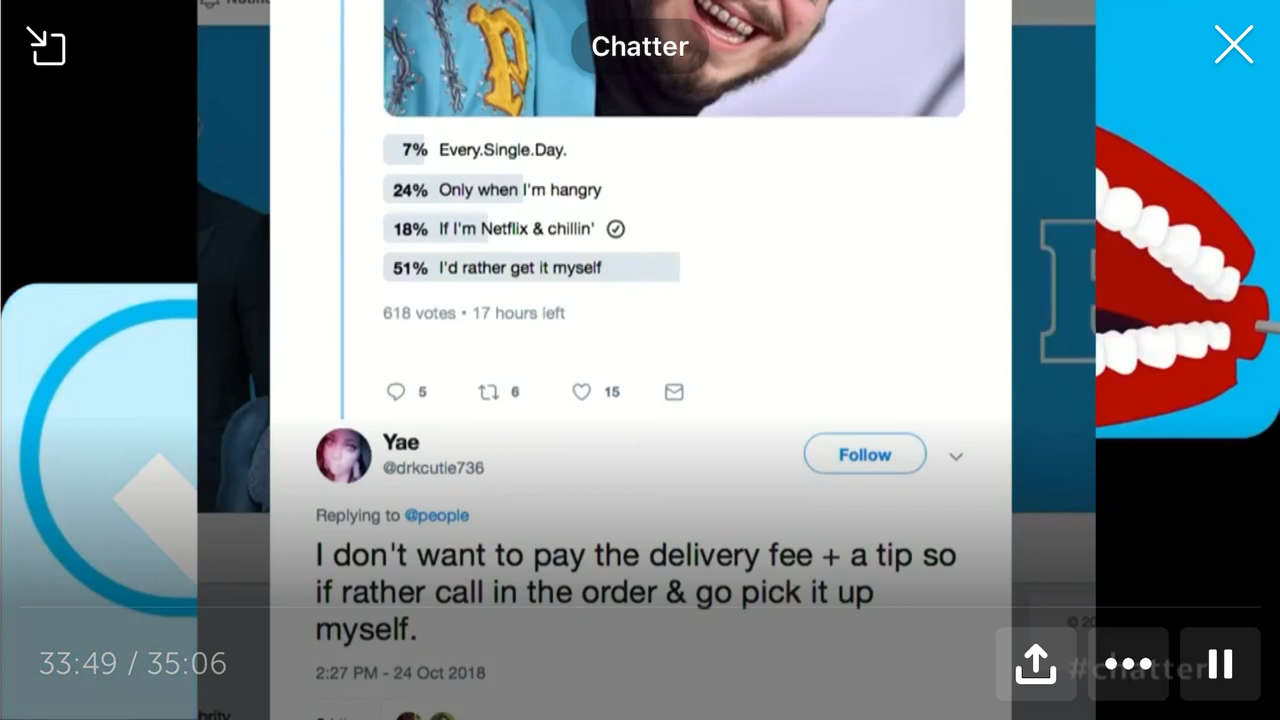 Chatter
7% Every.Single.Day.
24% Only when I'm hangry
18% If I'm Netflix & chillin'
51% I'd rather get it myself
618 votes • 17 hours left
5 6 15
Yae
@drkcutie736
Follow
Replying to @people
I don't want to pay the delivery fee + a tip so
if rather call in the order & go pick it up
myself.
33:49 / 35:06
2:27 PM - 24 Oct 2018
#chatter